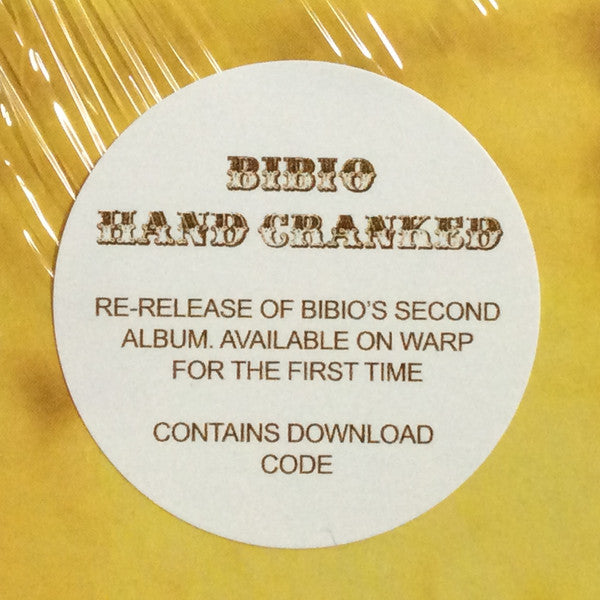 BIBIO
HAND CRANKED
RE-RELEASE OF BIBIO'S SECOND
ALBUM. AVAILABLE ON WARP
FOR THE FIRST TIME
CONTAINS DOWNLOAD
CODE